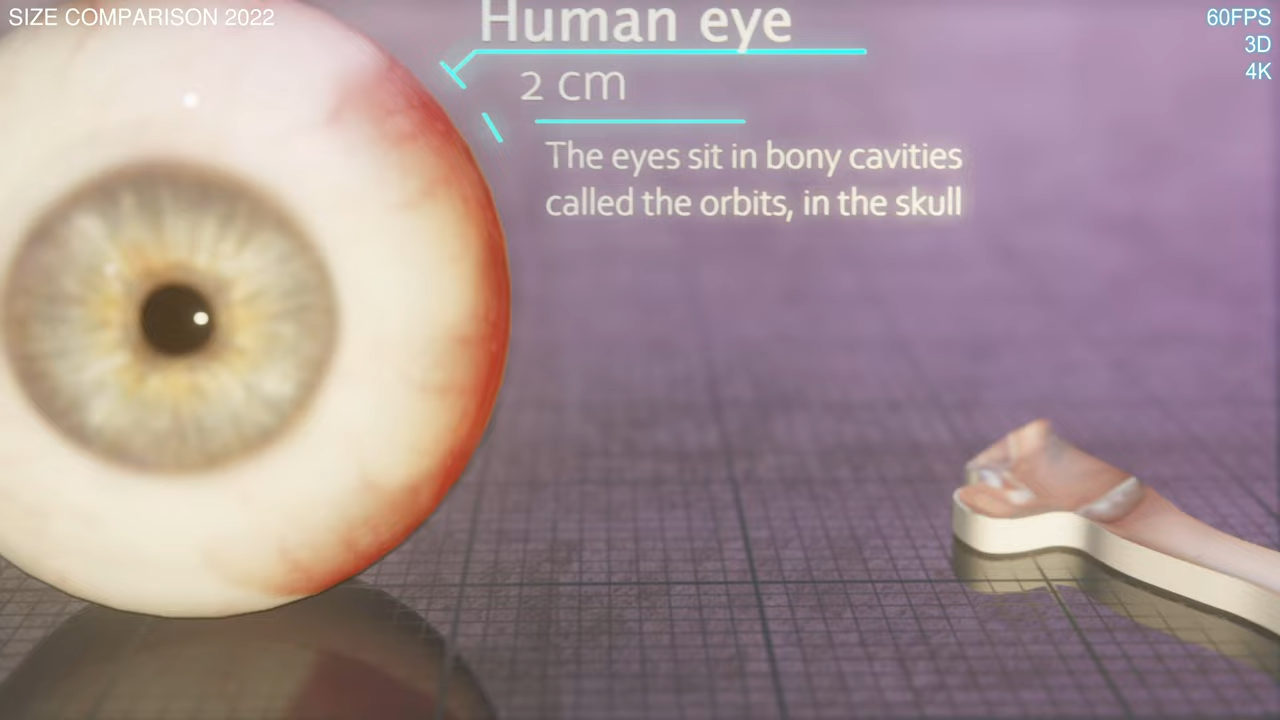 SIZE COMPARISON 2022
60FPS
3D
4K
Human eye
2 cm
The eyes sit in bony cavities
called the orbits, in the skull